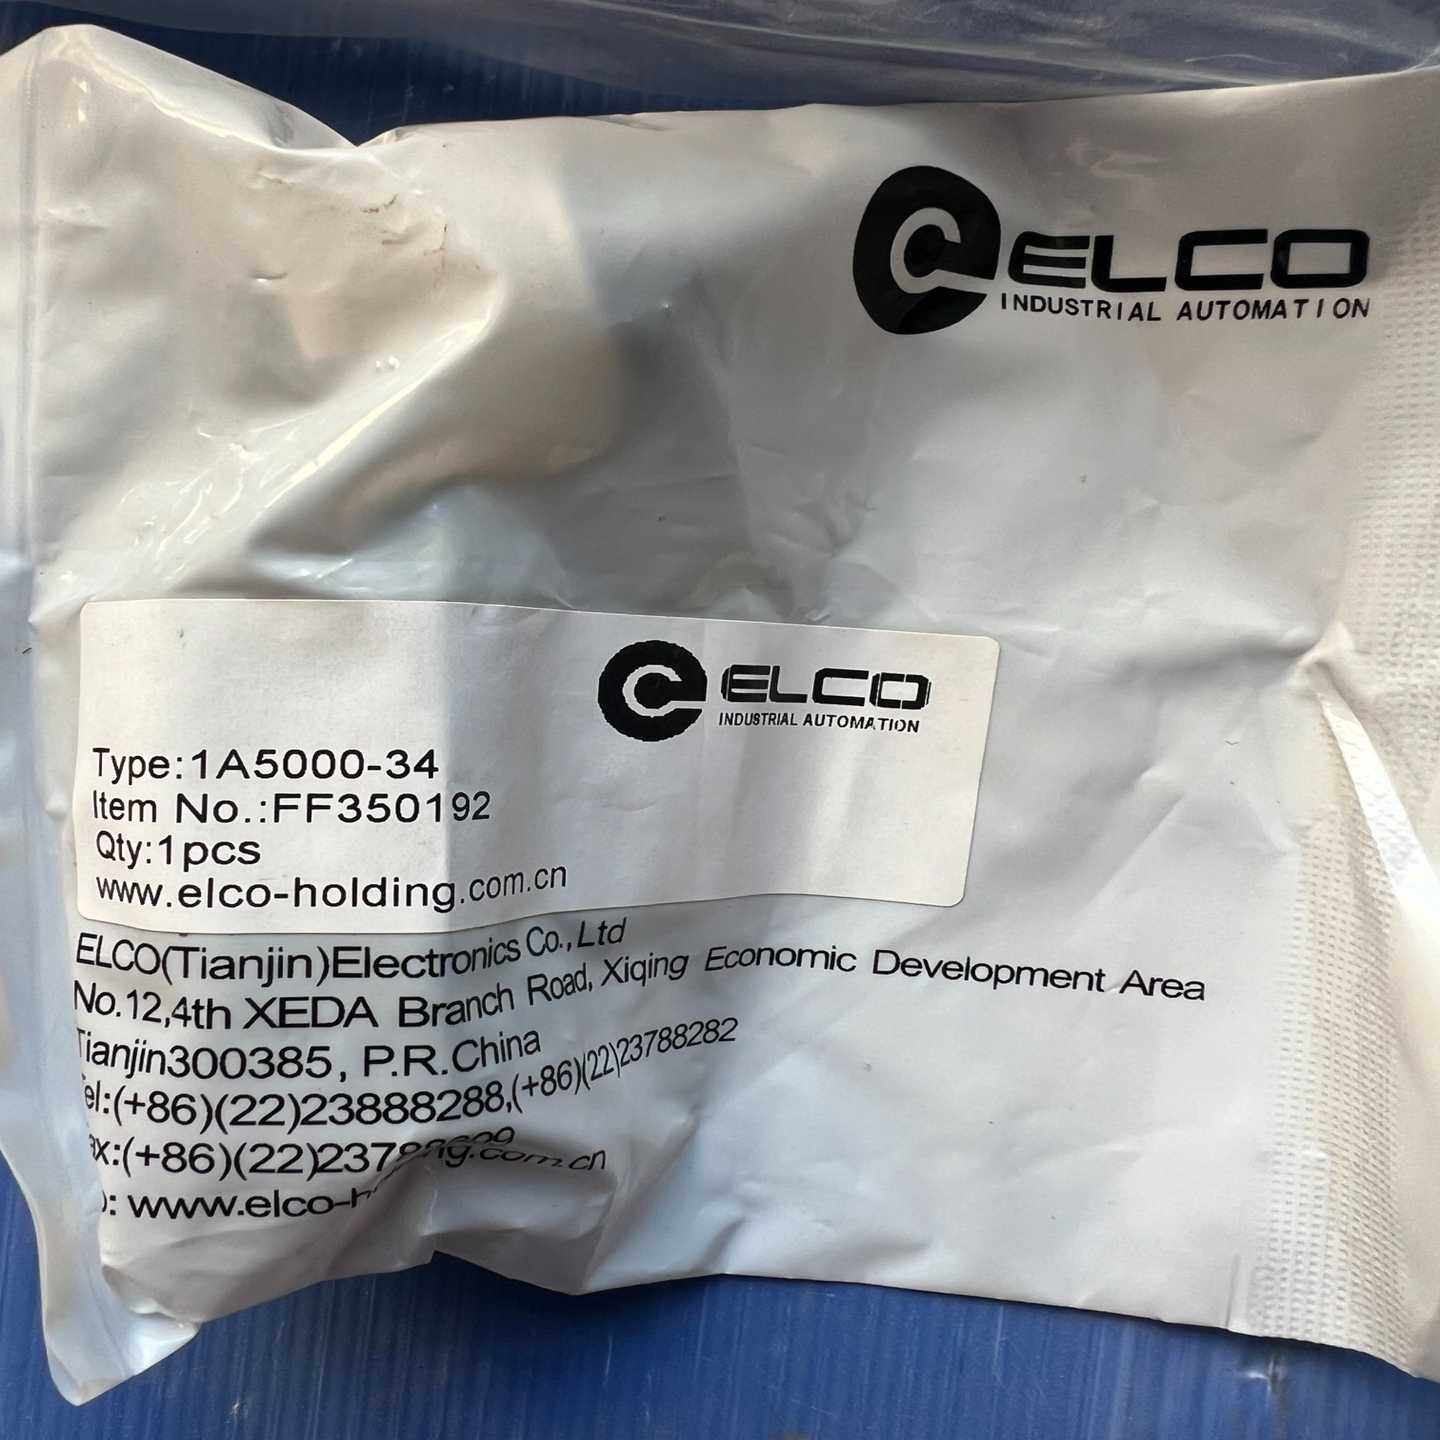 ELCO
INDUSTRIAL AUTOMATION
ELCO
INDUSTRIAL AUTOMATION
Type:1A5000-34
Item No.:FF350192
Qty:1pcs
www.elco-holding.com.cn
ELCO(Tianjin)Electronics Co.,Ltd
No.12,4th XEDA Branch Road, Xiqing Economic Development Area
Tianjin300385, P.R.China
Tel:(+86)(22)23888288,(+86)(22)23788282
www.elco-h